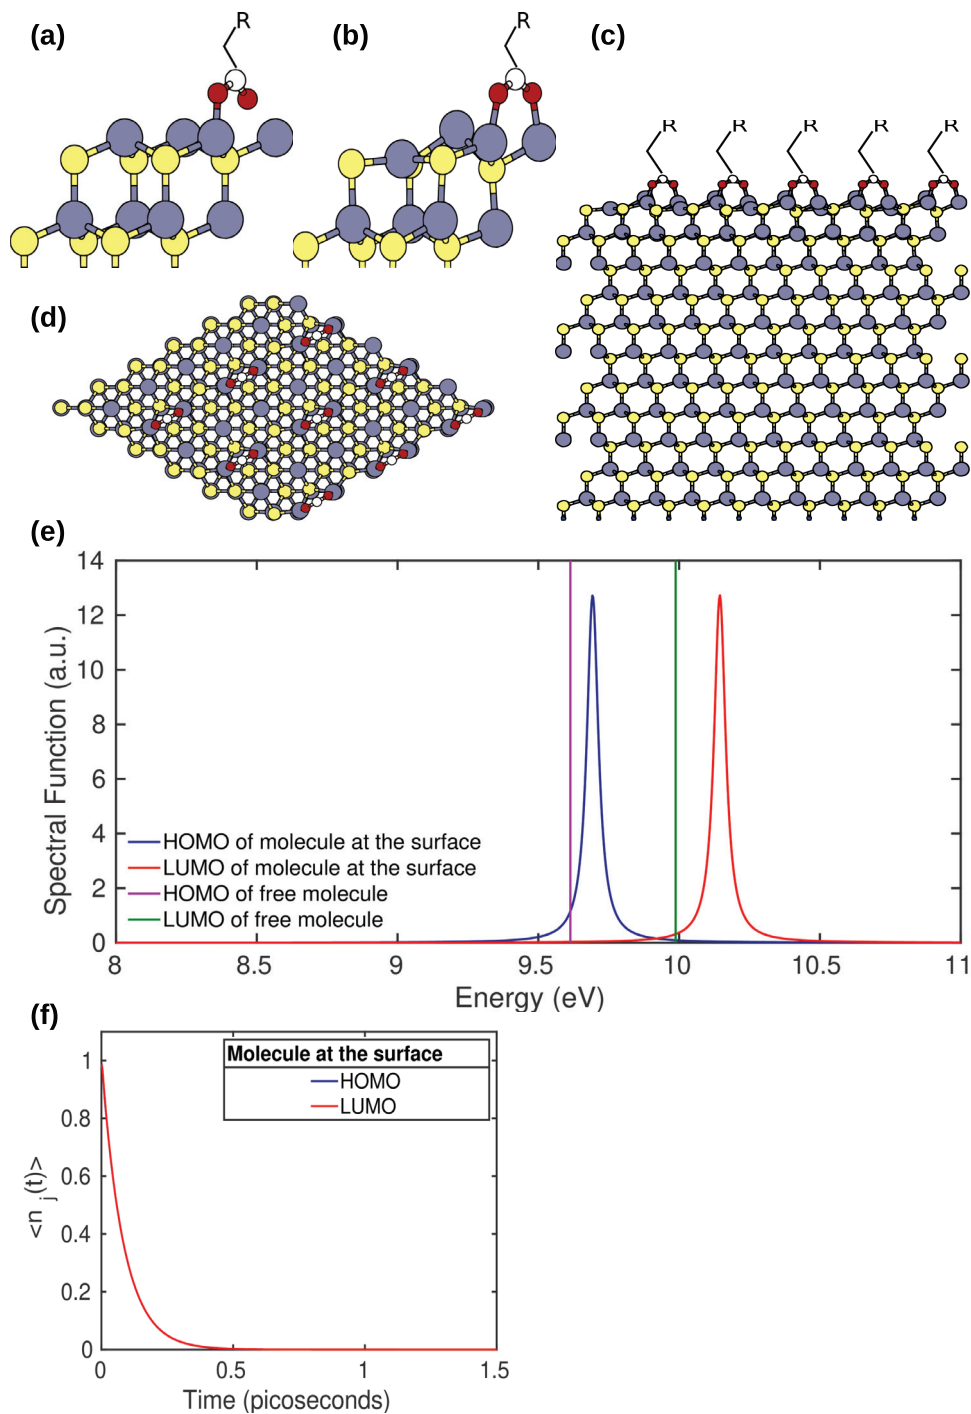 (a)
R
(b)
R
(c)
R R R R R
(d)
(e)
14
12
10
8
6
4
2
0
Spectral Function (a.u.)
HOMO of molecule at the surface
LUMO of molecule at the surface
HOMO of free molecule
LUMO of free molecule
8 8.5 9 9.5 10 10.5 11
Energy (eV)
(f)
1
0.8
0.6
0.4
0.2
0
<n j(t)>
Molecule at the surface
HOMO
LUMO
0 0.5 1 1.5
Time (picoseconds)